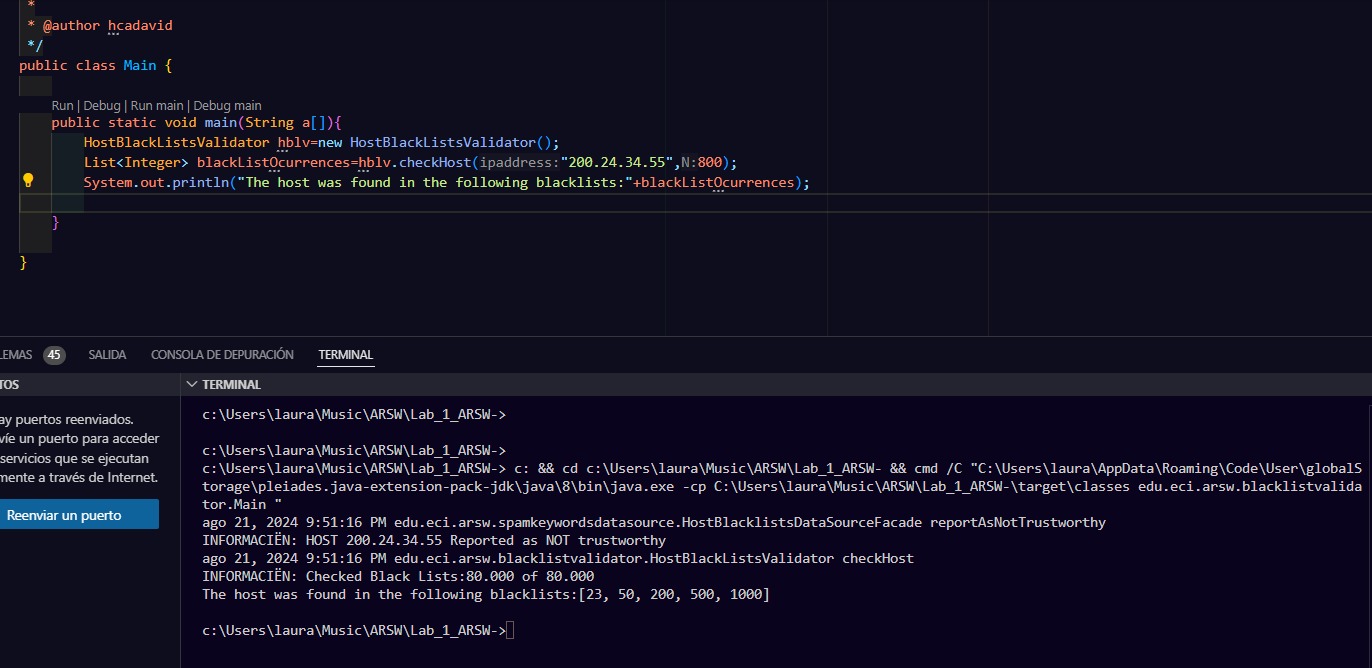 *
* @author hcadavid
*/
public class Main {
Run | Debug | Run main | Debug main
public static void main(String a[]){
HostBlackListsValidator hblv=new HostBlackListsValidator();
List<Integer> blackListOcurrences=hblv.checkHost(ipaddress:"200.24.34.55",N:800);
System.out.println("The host was found in the following blacklists:"+blackListOcurrences);
}
}
LEMAS 45 SALIDA CONSOLA DE DEPURACIÓN TERMINAL
TOS
ay puertos reenviados.
víe un puerto para acceder
servicios que se ejecutan
mente a través de Internet.
Reenviar un puerto
TERMINAL
c:\Users\laura\Music\ARSW\Lab_1_ARSW->
c:\Users\laura\Music\ARSW\Lab_1_ARSW->
c:\Users\laura\Music\ARSW\Lab_1_ARSW-> c: && cd c:\Users\laura\Music\ARSW\Lab_1_ARSW- && cmd /C "C:\Users\laura\AppData\Roaming\Code\User\globalS
torage\pleiades.java-extension-pack-jdk\java\8\bin\java.exe -cp C:\Users\laura\Music\ARSW\Lab_1_ARSW-\target\classes edu.eci.arsw.blacklistvalida
tor.Main "
ago 21, 2024 9:51:16 PM edu.eci.arsw.spamkeywordsdatasource.HostBlacklistsDataSourceFacade reportAsNotTrustworthy
INFORMACIËN: HOST 200.24.34.55 Reported as NOT trustworthy
ago 21, 2024 9:51:16 PM edu.eci.arsw.blacklistvalidator.HostBlackListsValidator checkHost
INFORMACIËN: Checked Black Lists:80.000 of 80.000
The host was found in the following blacklists:[23, 50, 200, 500, 1000]
c:\Users\laura\Music\ARSW\Lab_1_ARSW->